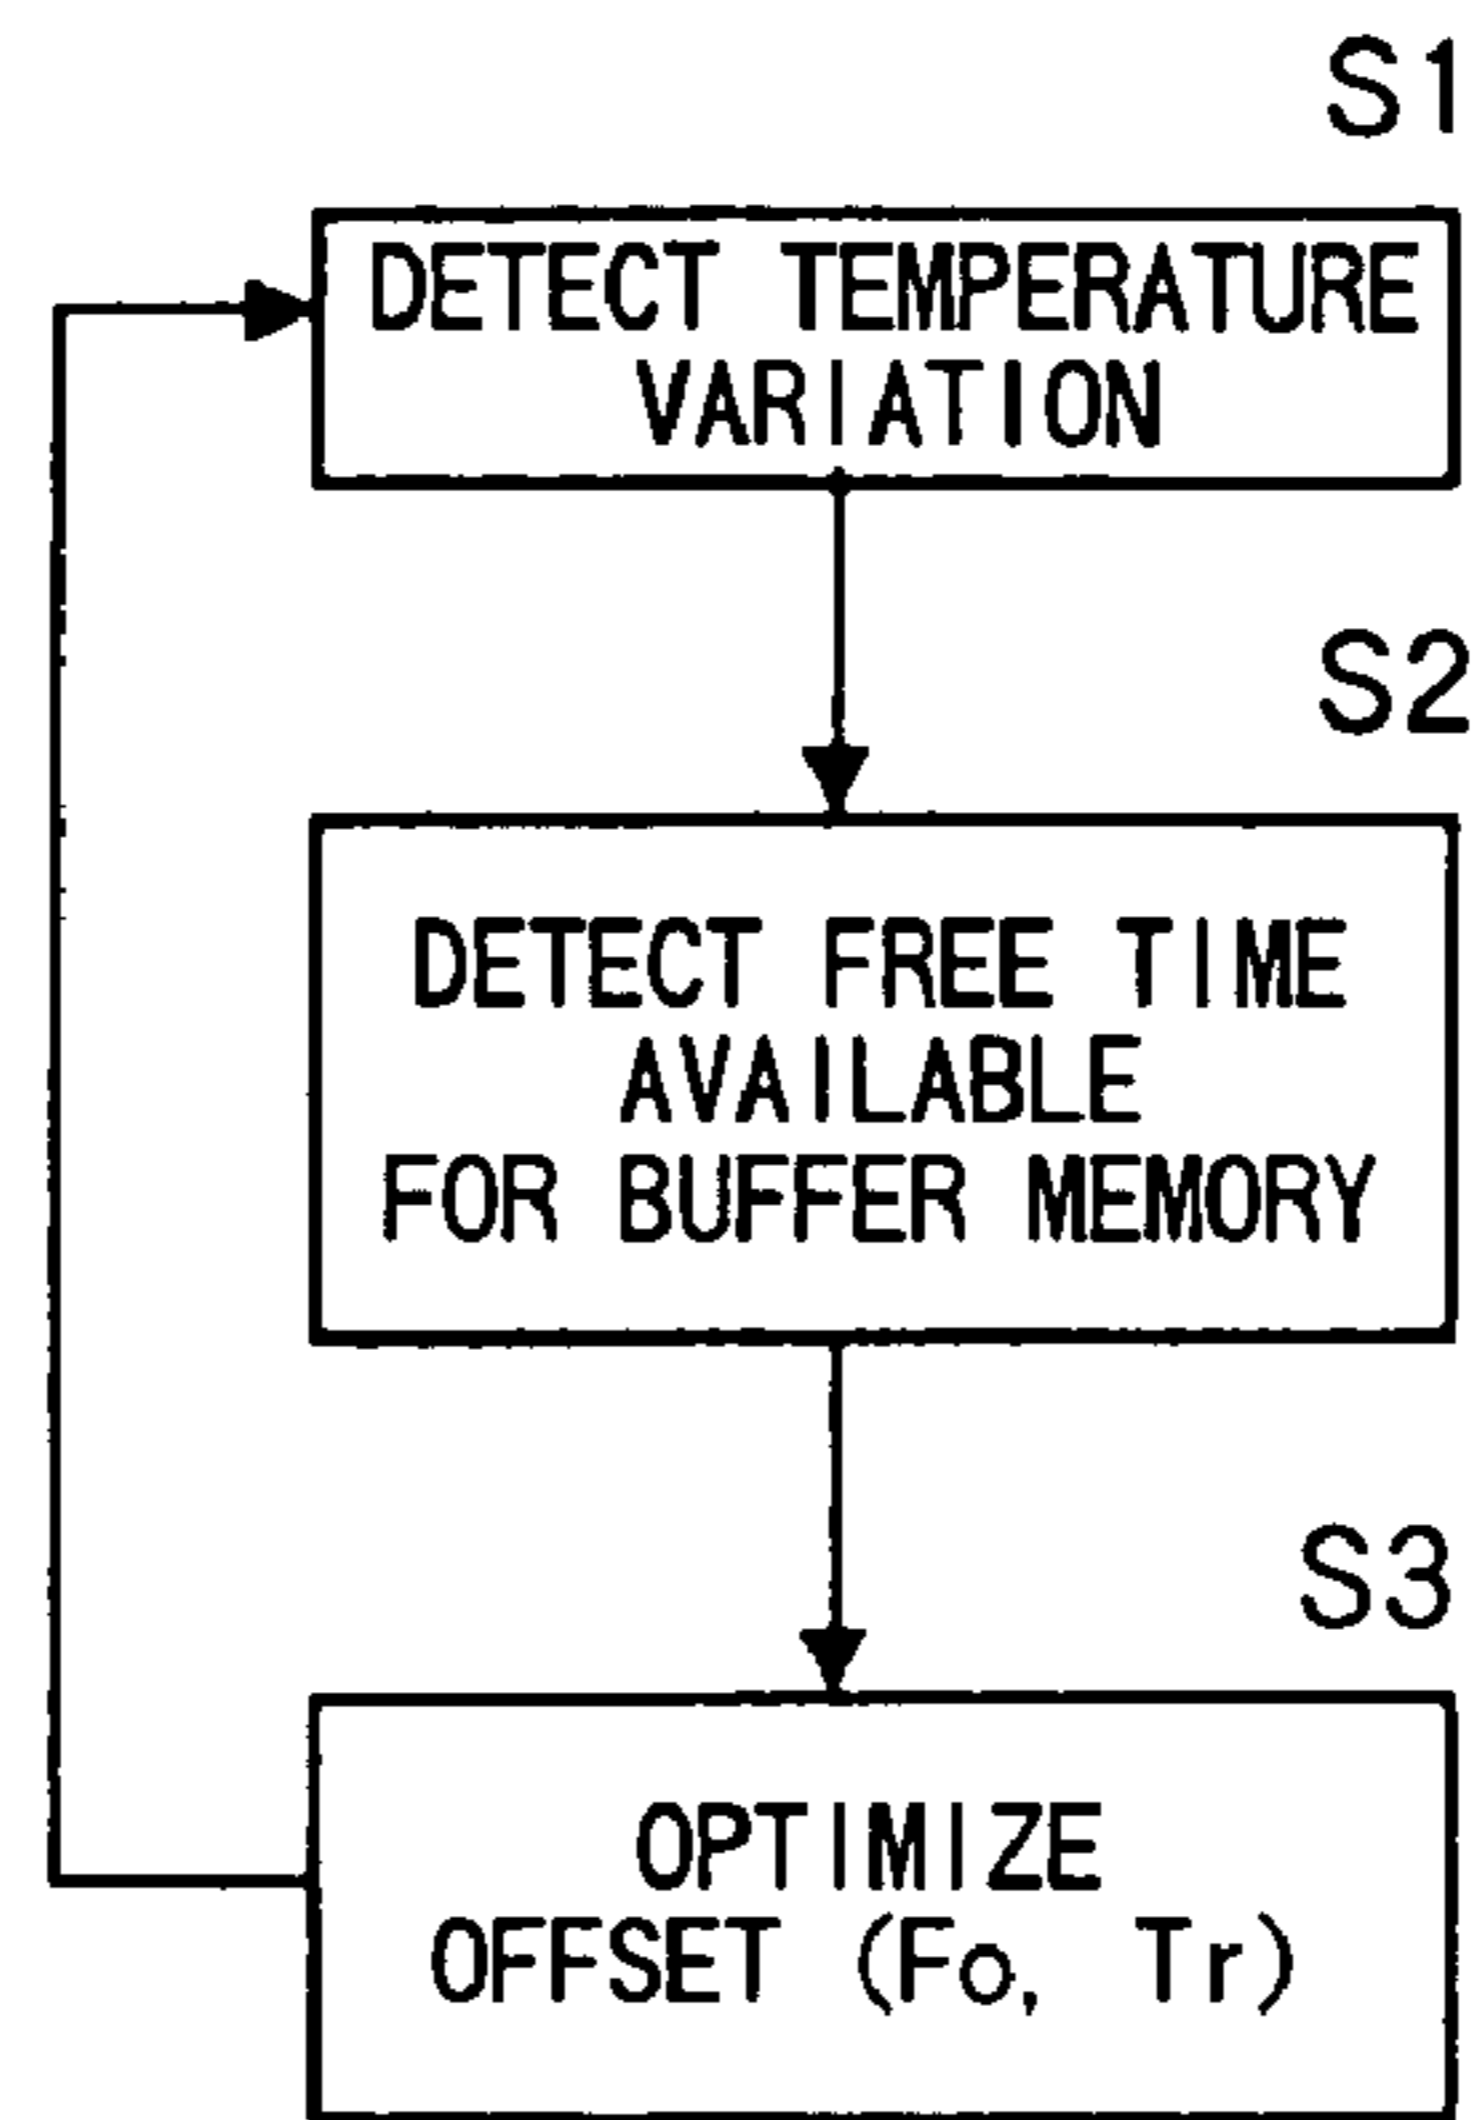 S1
DETECT TEMPERATURE
VARIATION
S2
DETECT FREE TIME
AVAILABLE
FOR BUFFER MEMORY
S3
OPTIMIZE
OFFSET (Fo, Tr)